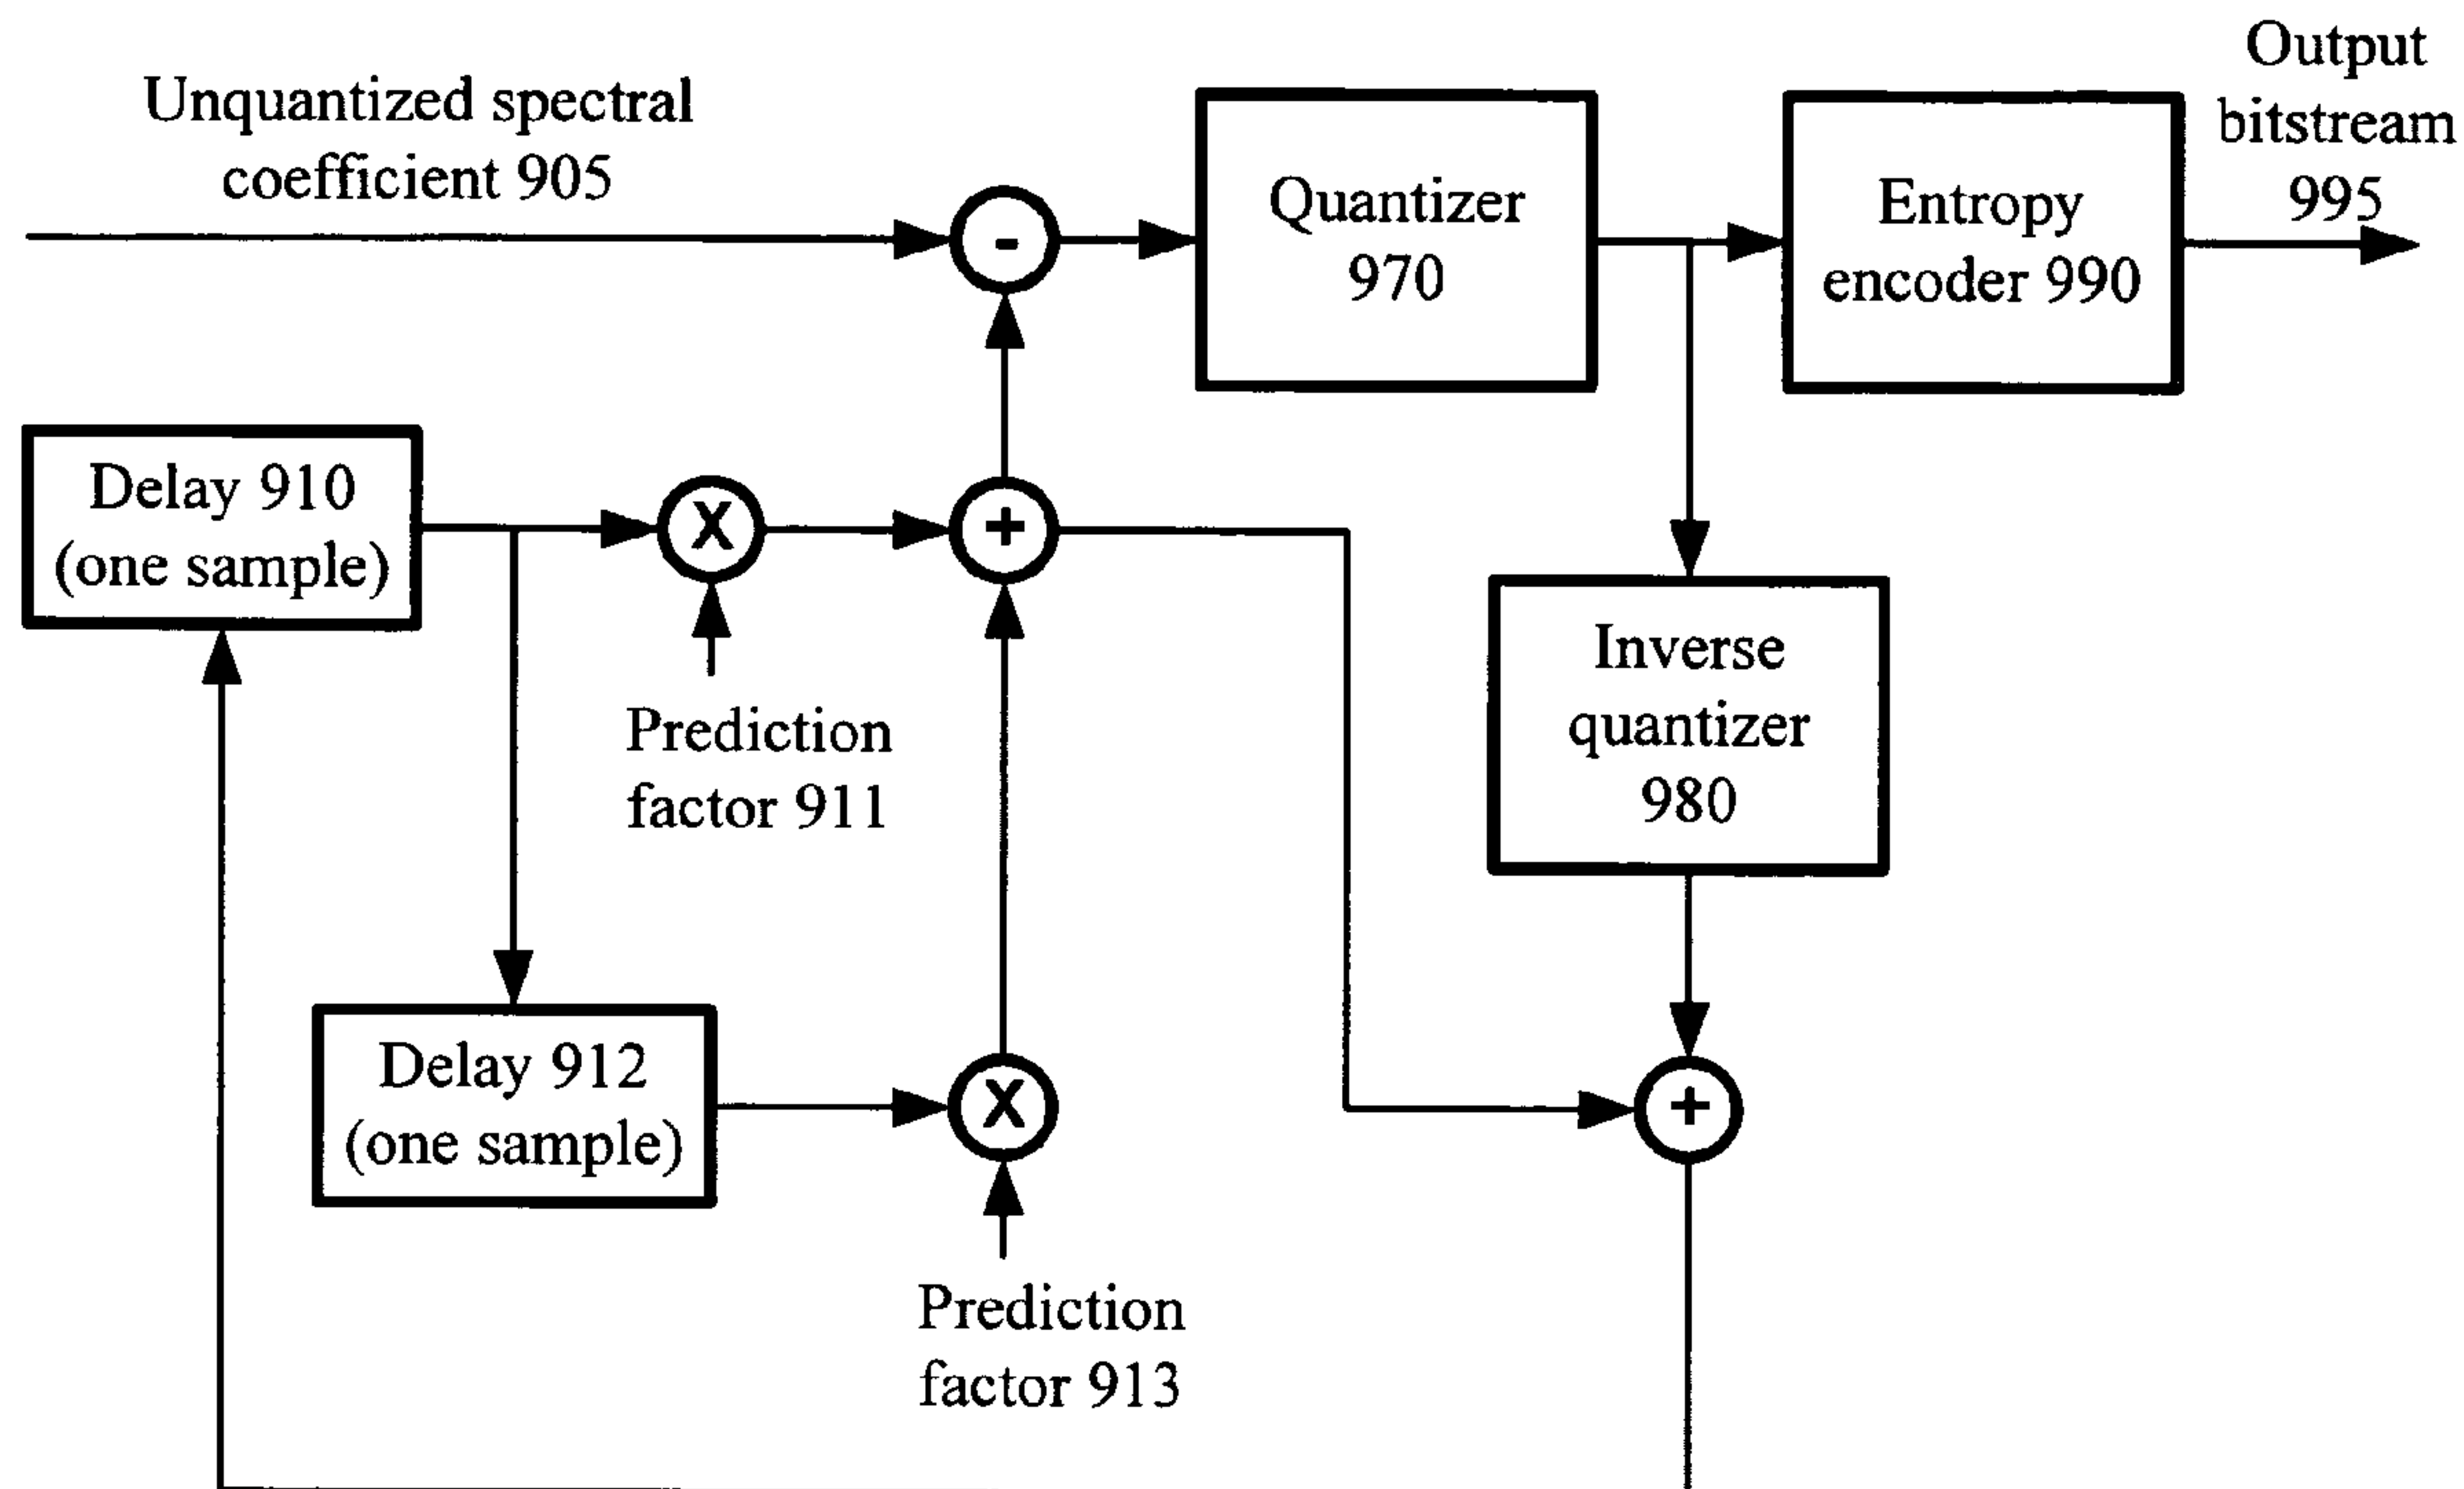 Unquantized spectral
coefficient 905
-
Quantizer
970
Entropy
encoder 990
Output
bitstream
995
Delay 910
(one sample)
X
+
Prediction
factor 911
Inverse
quantizer
980
Delay 912
(one sample)
X
+
Prediction
factor 913